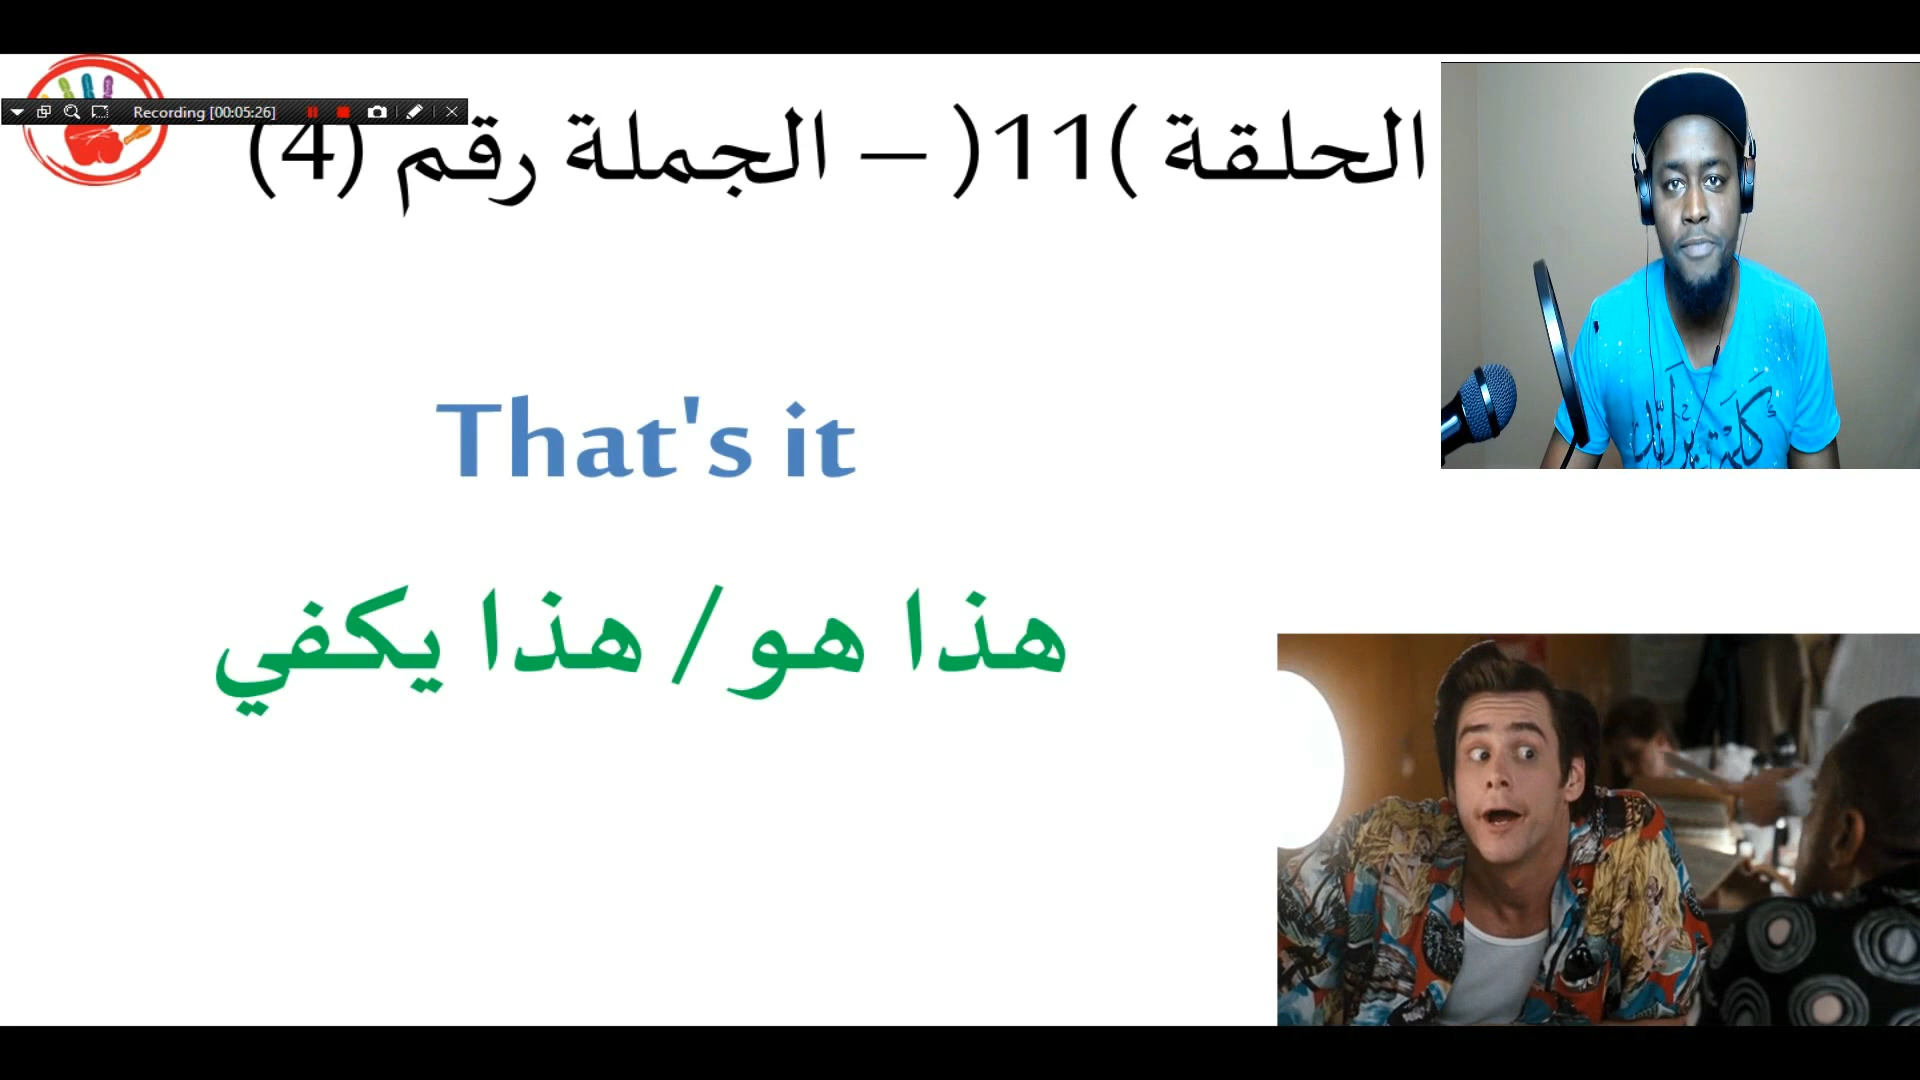 Recording [00:05:26]
الحلقة )11( – الجملة رقم (4)
That's it
هذا هو/ هذا يكفي